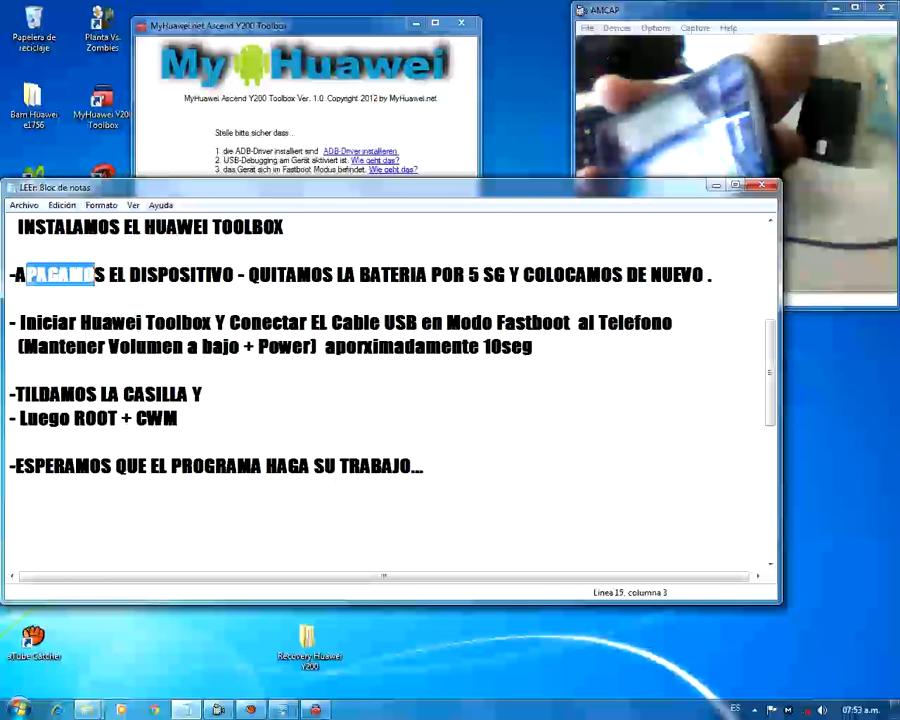 Papelera de
reciclaje
Planta Vs.
Zombies
Bam Huawei
e1756
MyHuawei Y200
Toolbox
MyHuawei.net Ascend Y200 Toolbox
My Huawei
MyHuawei Ascend Y200 Toolbox Ver. 1.0. Copyright 2012 by MyHuawei.net
Stelle bitte sicher dass...
1. die ADB-Driver installiert sind ADB-Driver installieren.
2. USB-Debugging am Gerät aktiviert ist. Wie geht das?
3. das Gerät sich im Fastboot Modus befindet. Wie geht das?
AMCAP
File Devices Options Capture Help
LEEr: Bloc de notas
Archivo Edición Formato Ver Ayuda
INSTALAMOS EL HUAWEI TOOLBOX
-APAGAMOS EL DISPOSITIVO - QUITAMOS LA BATERIA POR 5 SG Y COLOCAMOS DE NUEVO .
- Iniciar Huawei Toolbox Y Conectar EL Cable USB en Modo Fastboot al Telefono
(Mantener Volumen a bajo + Power) aporximadamente 10seg
-TILDAMOS LA CASILLA Y
- Luego ROOT + CWM
-ESPERAMOS QUE EL PROGRAMA HAGA SU TRABAJO...
Línea 15, columna 3
aTube Catcher
Recovery Huawei
Y200
ES
07:53 a.m.